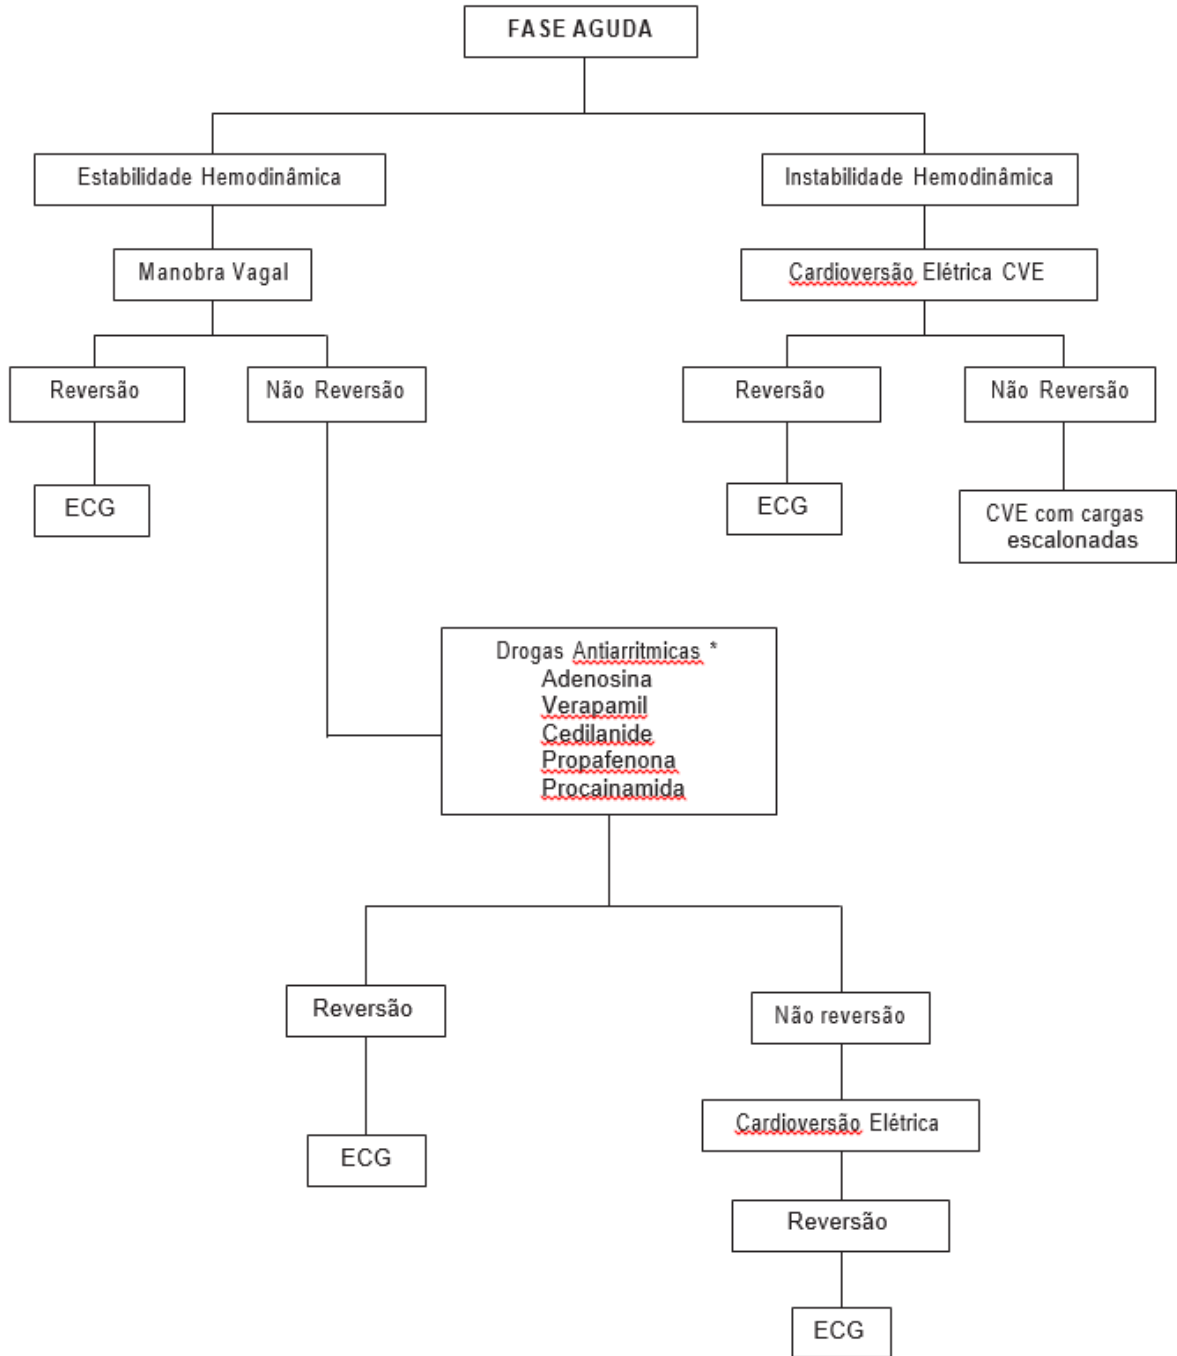 FASE AGUDA
Estabilidade Hemodinâmica
Instabilidade Hemodinâmica
Manobra Vagal
Cardioversão Elétrica CVE
Reversão
Não Reversão
Reversão
Não Reversão
ECG
ECG
CVE com cargas
escalonadas
Drogas Antiarritmicas *
Adenosina
Verapamil
Cedilanide
Propafenona
Procainamida
Reversão
Não reversão
Cardioversão Elétrica
ECG
Reversão
ECG